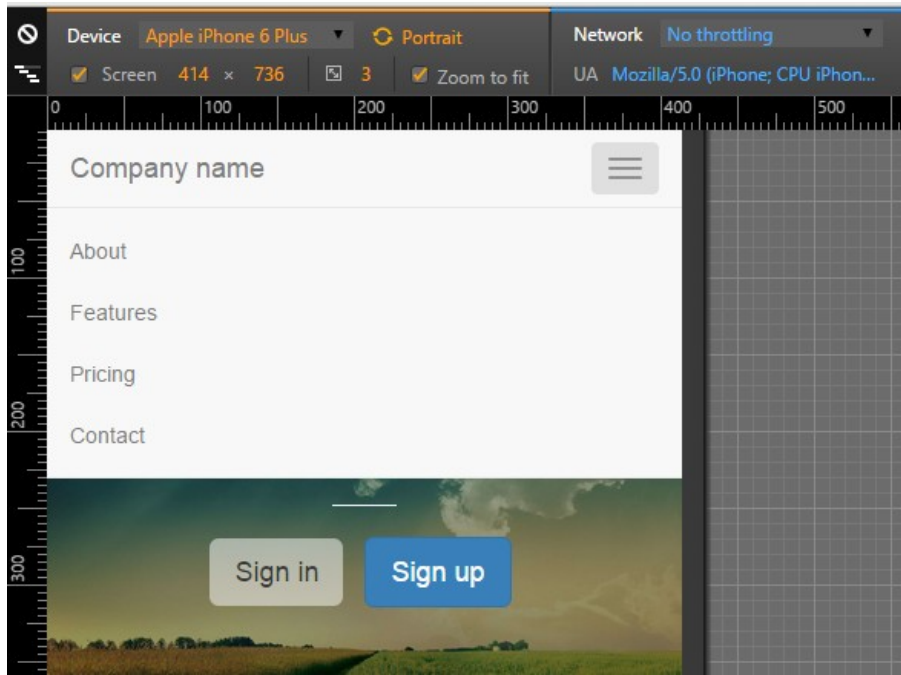 Device Apple iPhone 6 Plus Portrait Network No throttling
Screen 414 × 736 3 Zoom to fit UA Mozilla/5.0 (iPhone; CPU iPhon...
0 100 200 300 400 500
Company name
About
100
Features
Pricing
200
Contact
Sign in Sign up
300